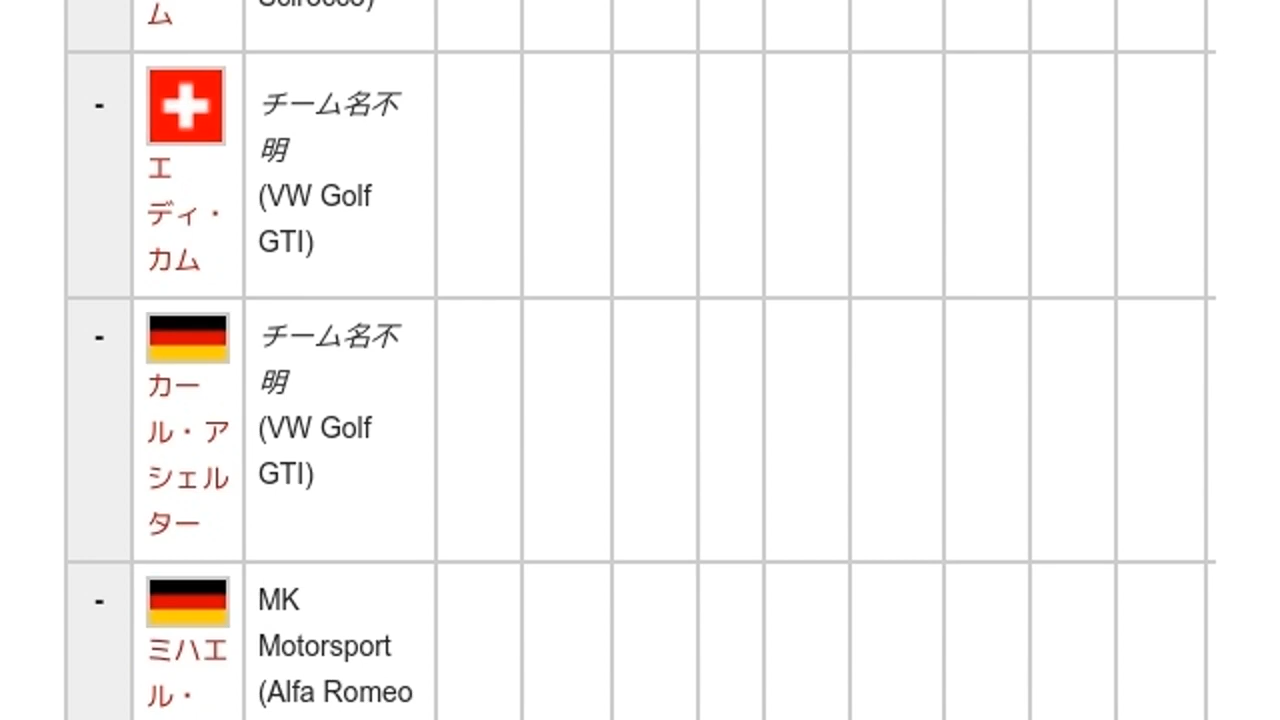 ム
Scirocco)
-
エ
ディ・
カム
チーム名不
明
(VW Golf
GTI)
-
カー
ル・ア
シェル
ター
チーム名不
明
(VW Golf
GTI)
-
ミハエ
ル・
MK
Motorsport
(Alfa Romeo